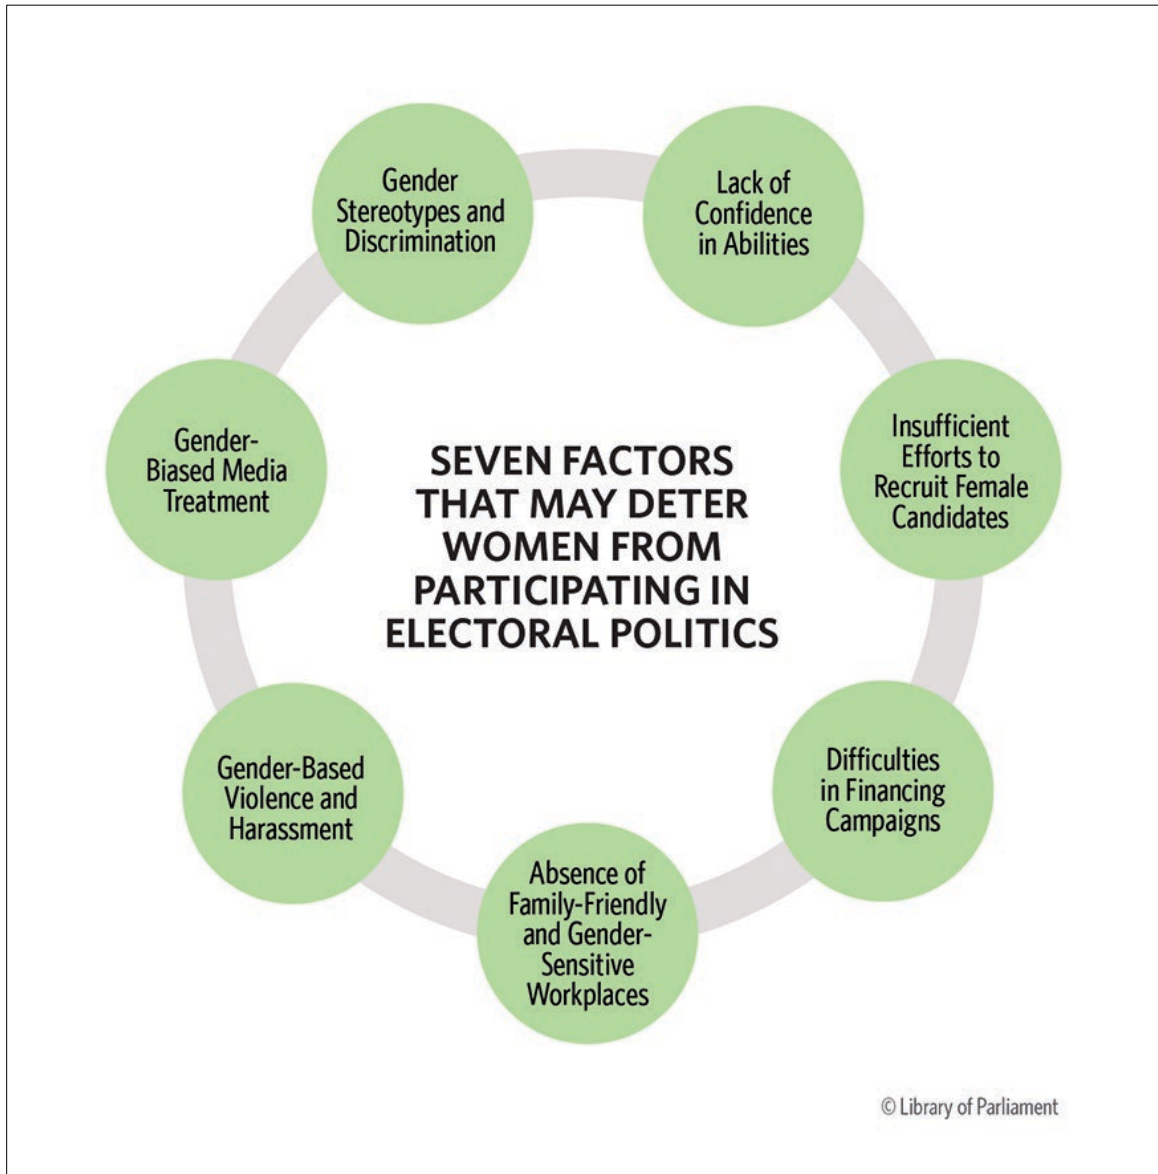 Gender
Stereotypes and
Discrimination
Lack of
Confidence
in Abilities
Gender-
Biased Media
Treatment
SEVEN FACTORS
THAT MAY DETER
WOMEN FROM
PARTICIPATING IN
ELECTORAL POLITICS
Insufficient
Efforts to
Recruit Female
Candidates
Gender-Based
Violence and
Harassment
Difficulties
in Financing
Campaigns
Absence of
Family-Friendly
and Gender-
Sensitive
Workplaces
© Library of Parliament